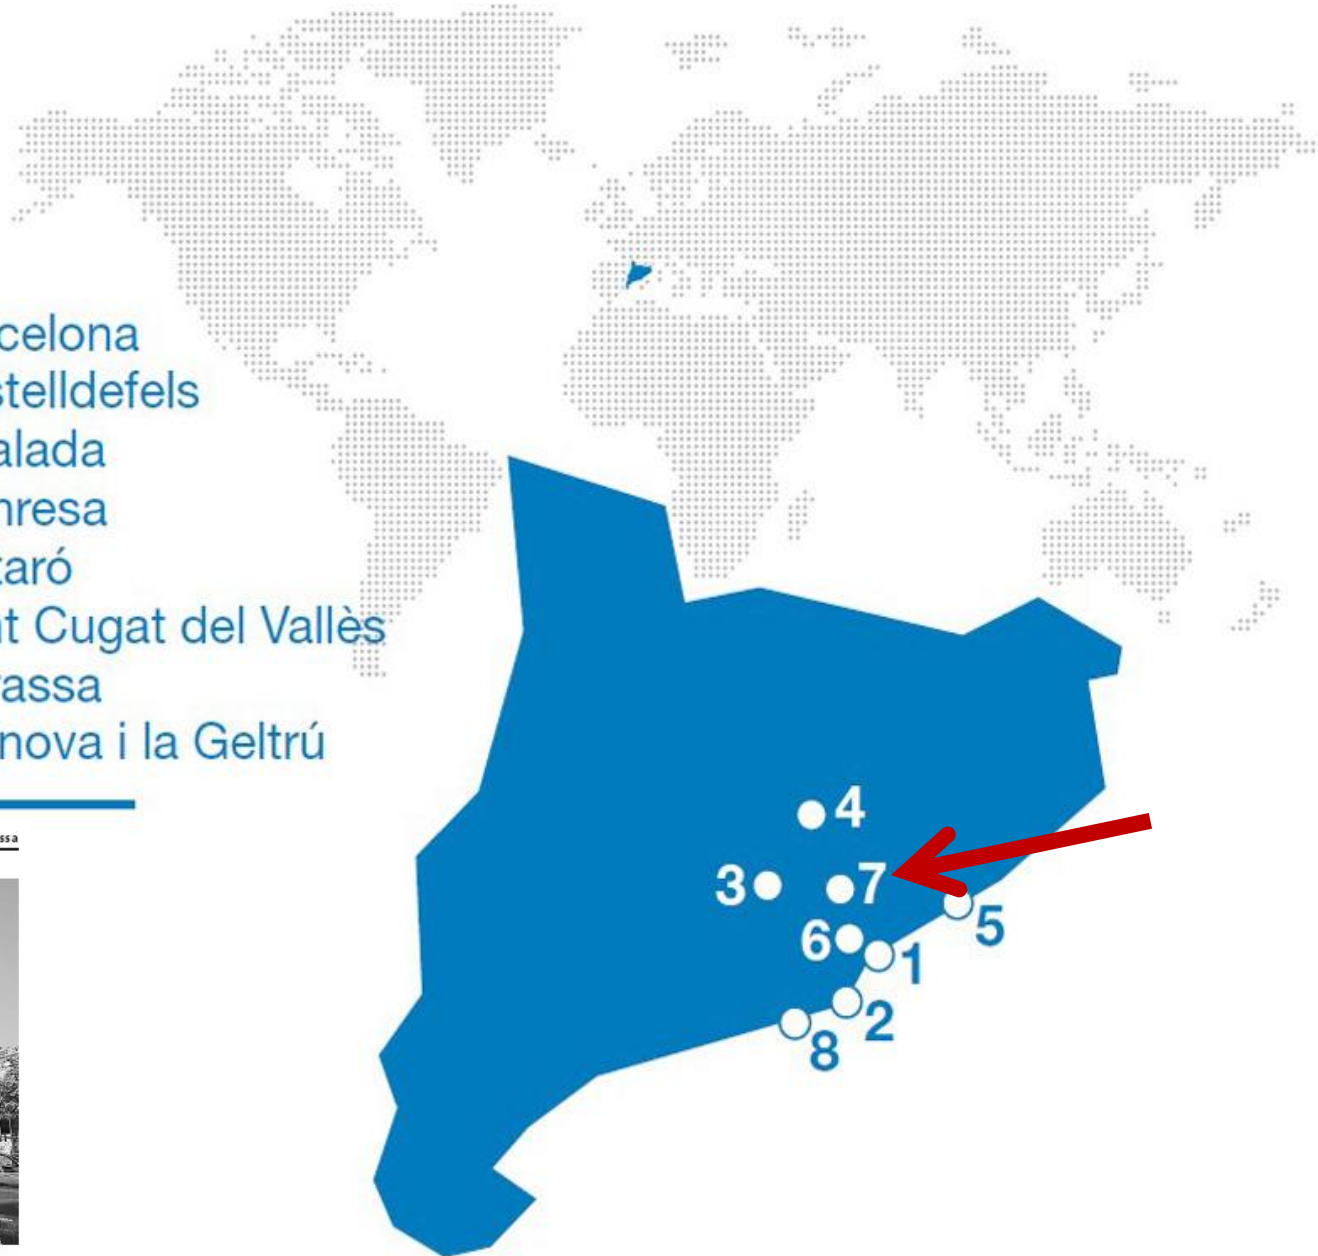 celona
stelldefels
alada
nresa
taró
t Cugat del Vallès
rassa
nova i la Geltrú
ssa
4
3
7
5
6
1
2
8